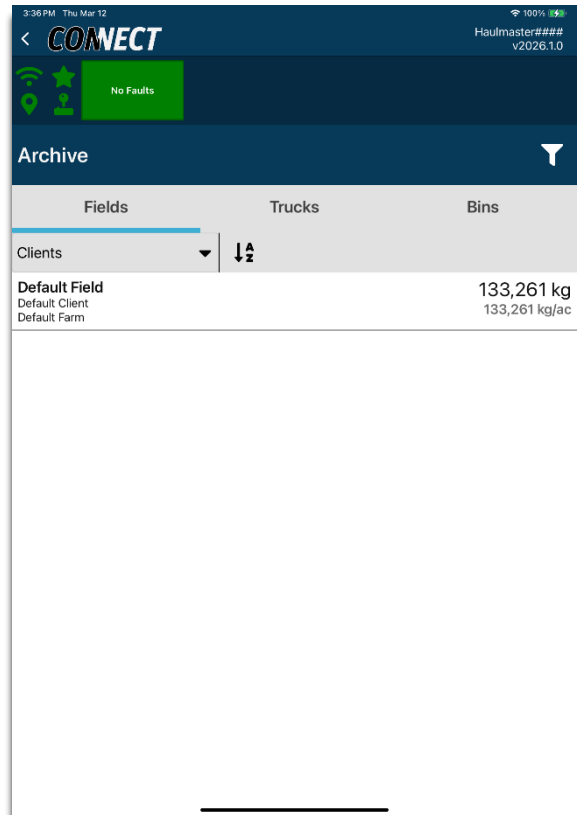 3:36 PM Thu Mar 12
100%
CONNECT
Haulmaster####
v2026.1.0
No Faults
Archive
Fields
Trucks
Bins
Clients
A
Z
Default Field
133,261 kg
Default Client
133,261 kg/ac
Default Farm